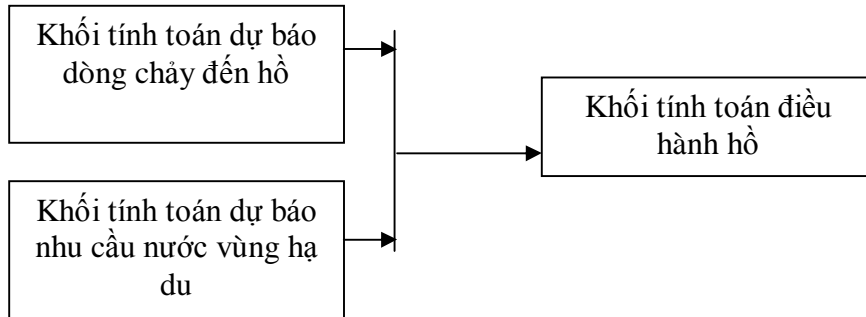 Khối tính toán dự báo
dòng chảy đến hồ
Khối tính toán điều
hành hồ
Khối tính toán dự báo
nhu cầu nước vùng hạ
du